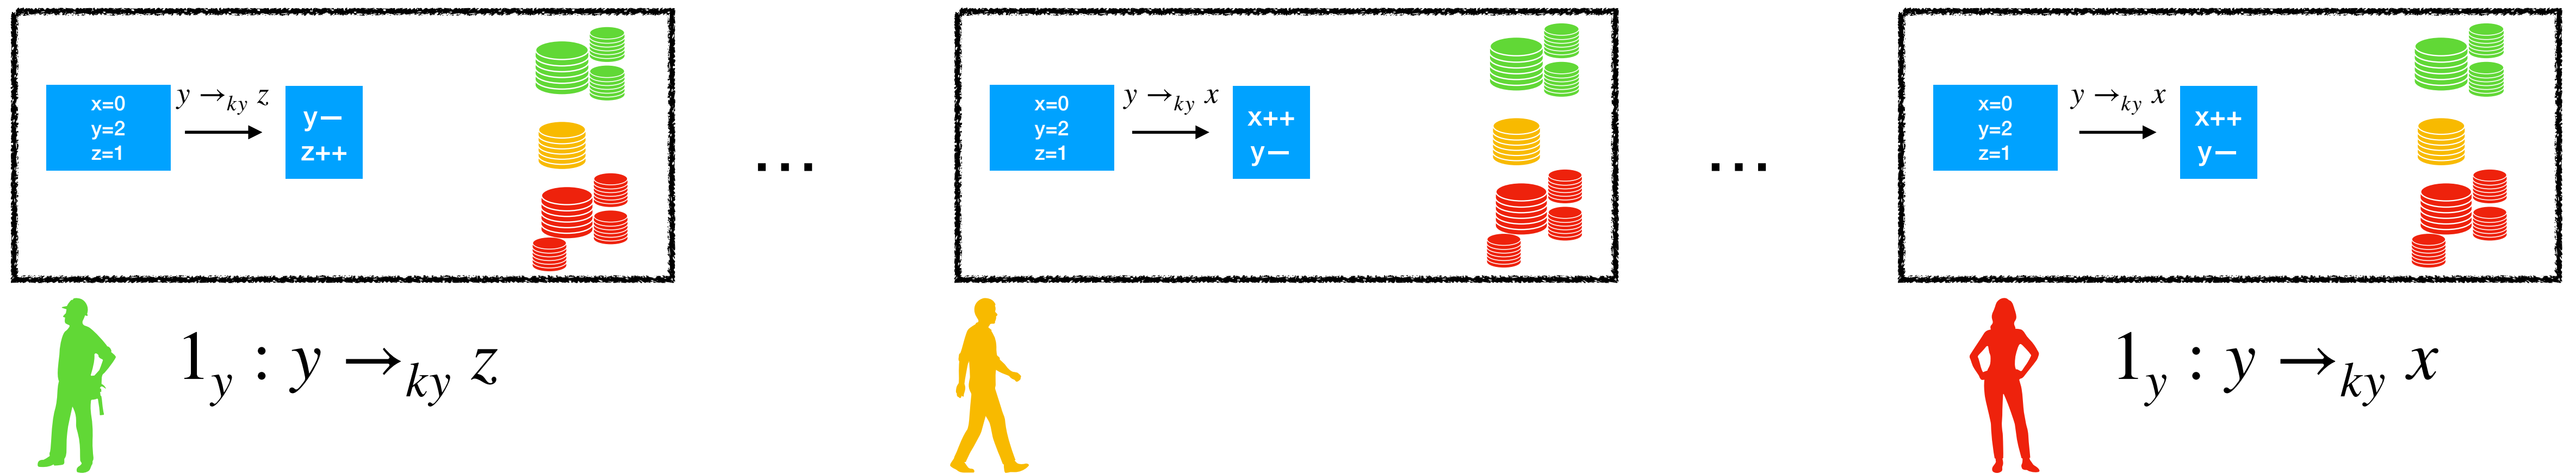 x=0
y=2
z=1
y →ky z
y—
z++
...
x=0
y=2
z=1
y →ky x
x++
y—
...
x=0
y=2
z=1
y →ky x
x++
y—
1y : y →ky z
1y : y →ky x